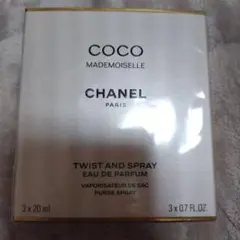 COCO
MADEMOISELLE
CHANEL
PARIS
TWIST AND SPRAY
EAU DE PARFUM
VAPORISATEUR DE SAC
PURSE SPRAY
3 x 20 ml 3 x 0.7 FL. OZ.